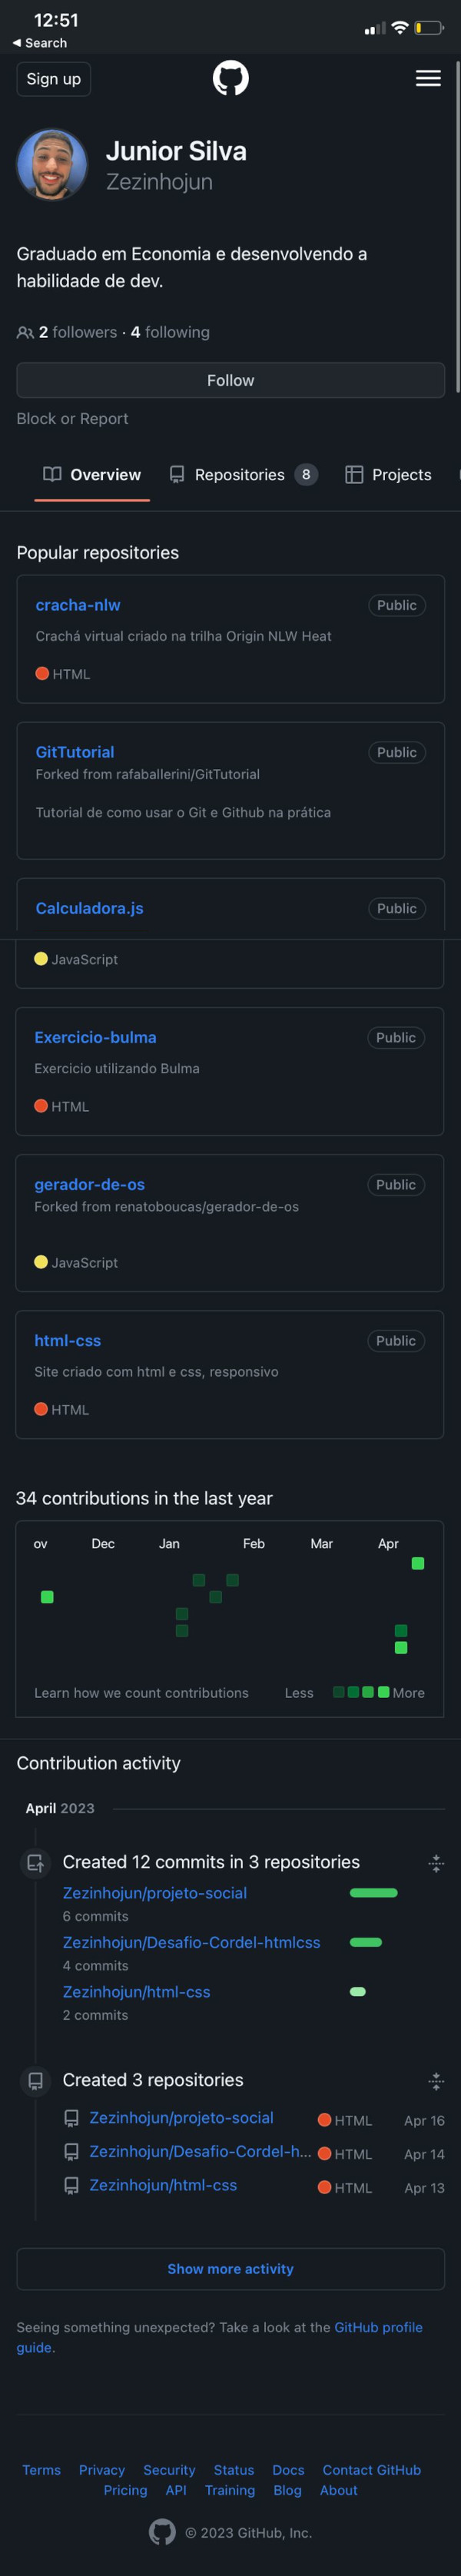 12:51
◀ Search
Sign up
Junior Silva
Zezinhojun
Graduado em Economia e desenvolvendo a
habilidade de dev.
2 followers · 4 following
Follow
Block or Report
Overview Repositories 8 Projects
Popular repositories
cracha-nlw Public
Crachá virtual criado na trilha Origin NLW Heat
HTML
GitTutorial Public
Forked from rafaballerini/GitTutorial
Tutorial de como usar o Git e Github na prática
Calculadora.js Public
JavaScript
Exercicio-bulma Public
Exercicio utilizando Bulma
HTML
gerador-de-os Public
Forked from renatoboucas/gerador-de-os
JavaScript
html-css Public
Site criado com html e css, responsivo
HTML
34 contributions in the last year
ov Dec Jan Feb Mar Apr
Learn how we count contributions Less More
Contribution activity
April 2023
Created 12 commits in 3 repositories
Zezinhojun/projeto-social
6 commits
Zezinhojun/Desafio-Cordel-htmlcss
4 commits
Zezinhojun/html-css
2 commits
Created 3 repositories
Zezinhojun/projeto-social HTML Apr 16
Zezinhojun/Desafio-Cordel-h... HTML Apr 14
Zezinhojun/html-css HTML Apr 13
Show more activity
Seeing something unexpected? Take a look at the GitHub profile
guide.
Terms Privacy Security Status Docs Contact GitHub
Pricing API Training Blog About
© 2023 GitHub, Inc.